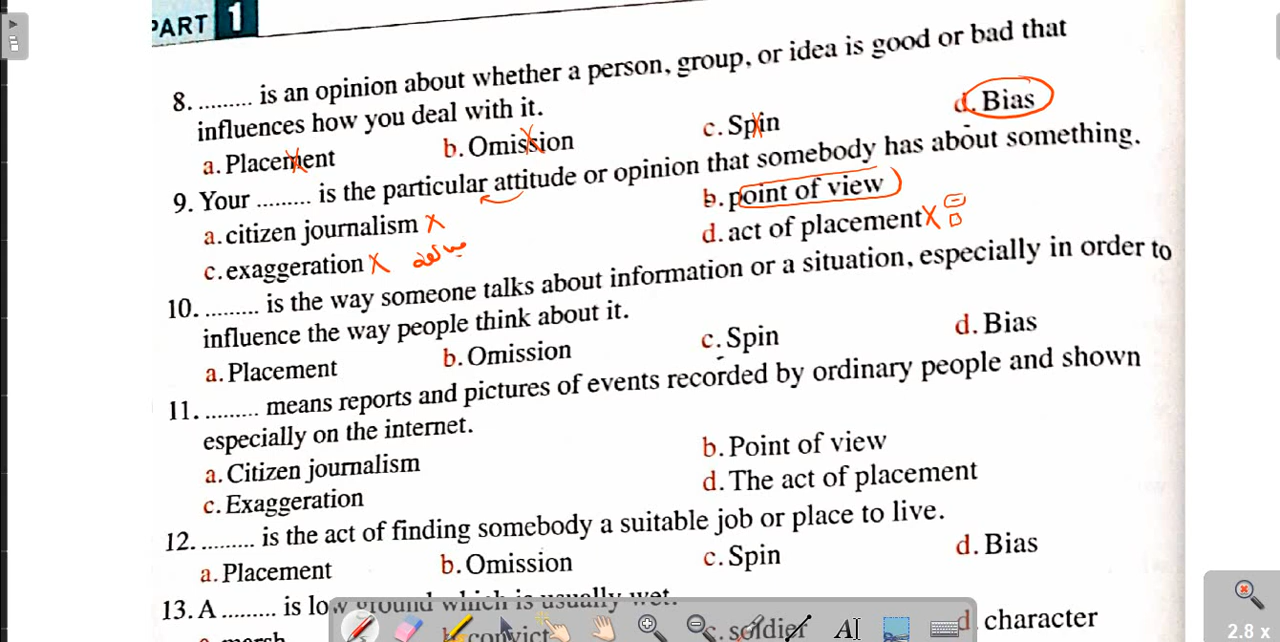 PART 1
8. ......... is an opinion about whether a person, group, or idea is good or bad that
influences how you deal with it.
a. Placement b. Omission c. Spin d. Bias
9. Your ......... is the particular attitude or opinion that somebody has about something.
a. citizen journalism b. point of view
c. exaggeration d. act of placement
10. ......... is the way someone talks about information or a situation, especially in order to
influence the way people think about it.
a. Placement b. Omission c. Spin d. Bias
11. ......... means reports and pictures of events recorded by ordinary people and shown
especially on the internet.
a. Citizen journalism b. Point of view
c. Exaggeration d. The act of placement
12. ......... is the act of finding somebody a suitable job or place to live.
a. Placement b. Omission c. Spin d. Bias
13. A ......... is low ground which is usually wet.
a. marsh b. convict c. soldier d. character
AI
2.8 x